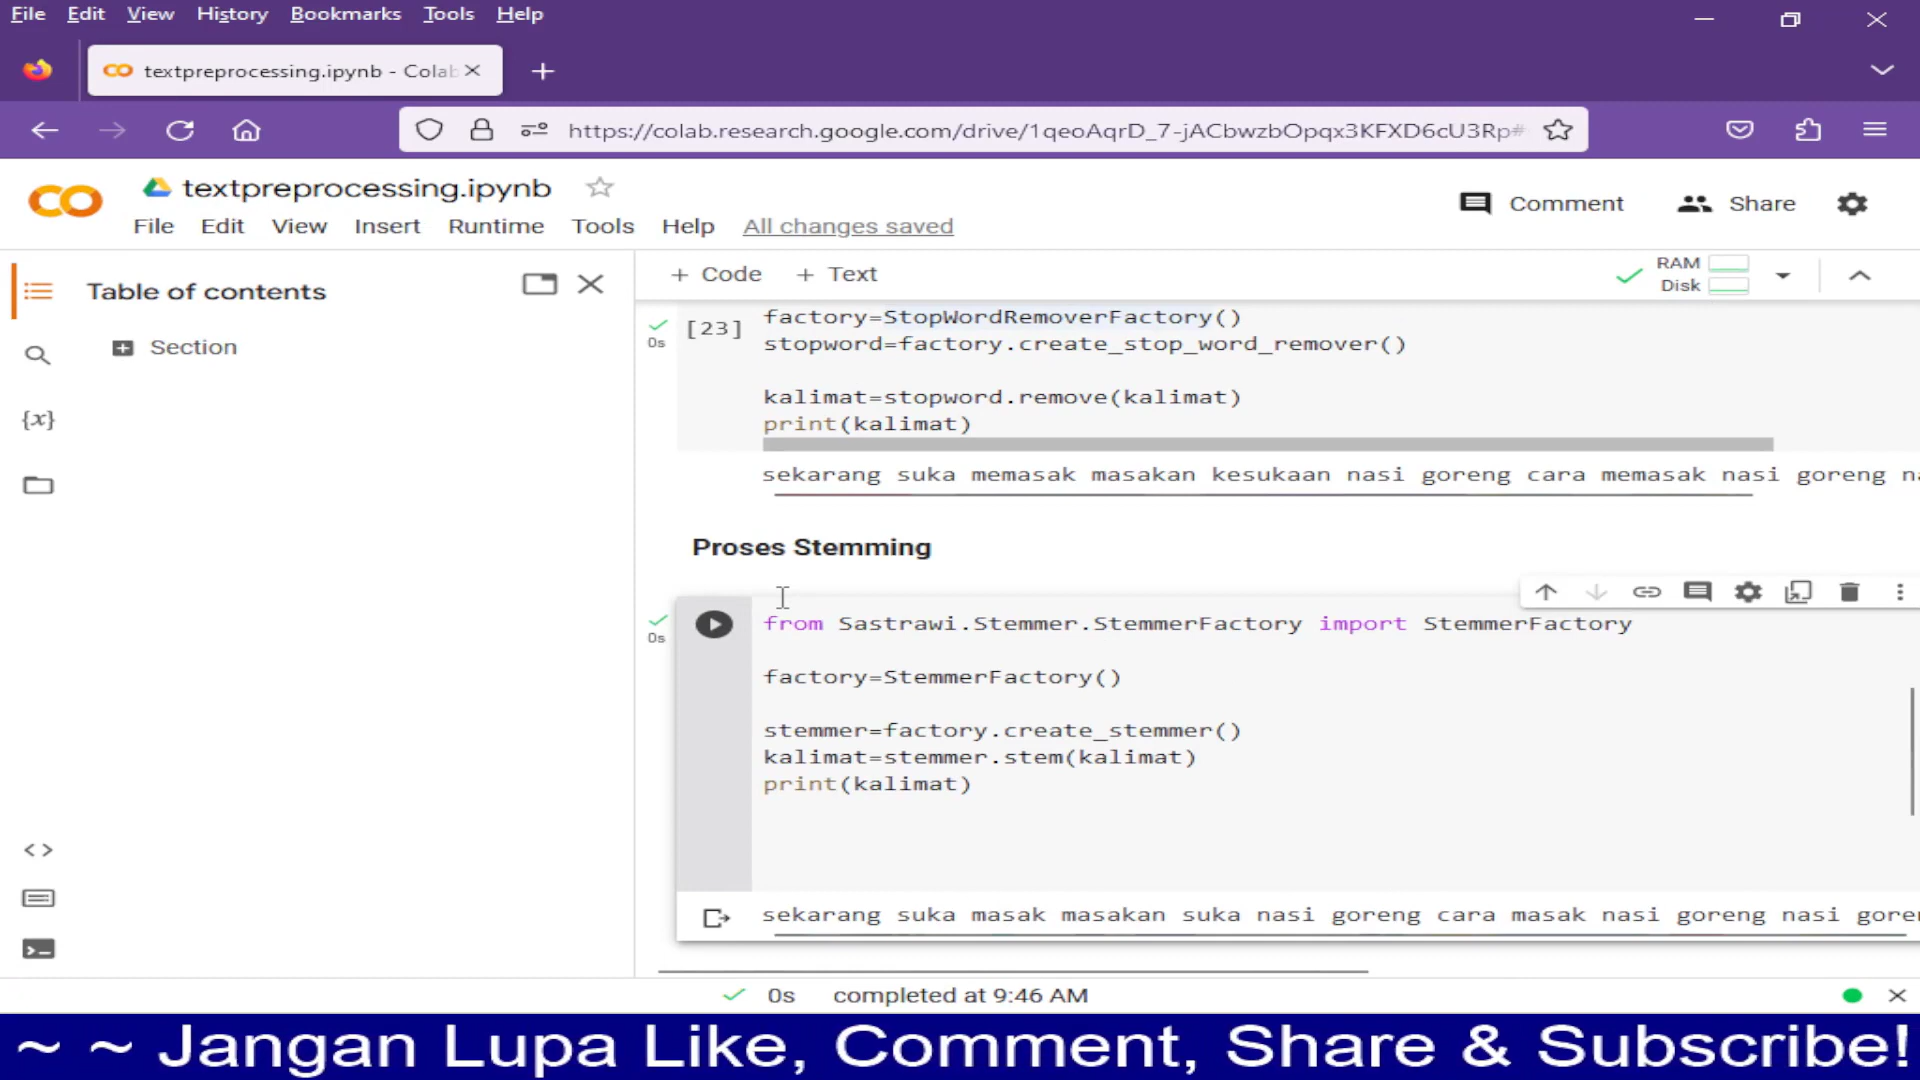 File Edit View History Bookmarks Tools Help
textpreprocessing.ipynb - Colab
https://colab.research.google.com/drive/1qeoAqrD_7-jACbwzbOpqx3KFXD6cU3Rp#
textpreprocessing.ipynb
Comment Share
File Edit View Insert Runtime Tools Help All changes saved
Table of contents
+ Code + Text
RAM
Disk
Section
{x}
[23]
0s
factory=StopWordRemoverFactory()
stopword=factory.create_stop_word_remover()
kalimat=stopword.remove(kalimat)
print(kalimat)
sekarang suka memasak masakan kesukaan nasi goreng cara memasak nasi goreng na
Proses Stemming
0s
from Sastrawi.Stemmer.StemmerFactory import StemmerFactory
factory=StemmerFactory()
stemmer=factory.create_stemmer()
kalimat=stemmer.stem(kalimat)
print(kalimat)
sekarang suka masak masakan suka nasi goreng cara masak nasi goreng nasi gore
0s completed at 9:46 AM
~ ~ Jangan Lupa Like, Comment, Share & Subscribe!